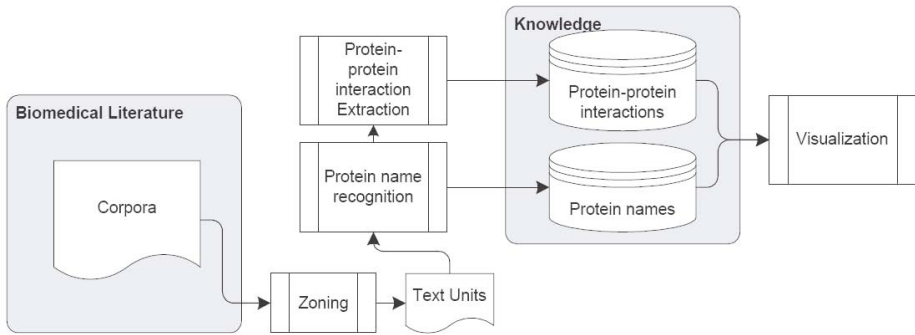 Biomedical Literature
Corpora
Zoning
Text Units
Protein name
recognition
Protein-
protein
interaction
Extraction
Knowledge
Protein-protein
interactions
Protein names
Visualization